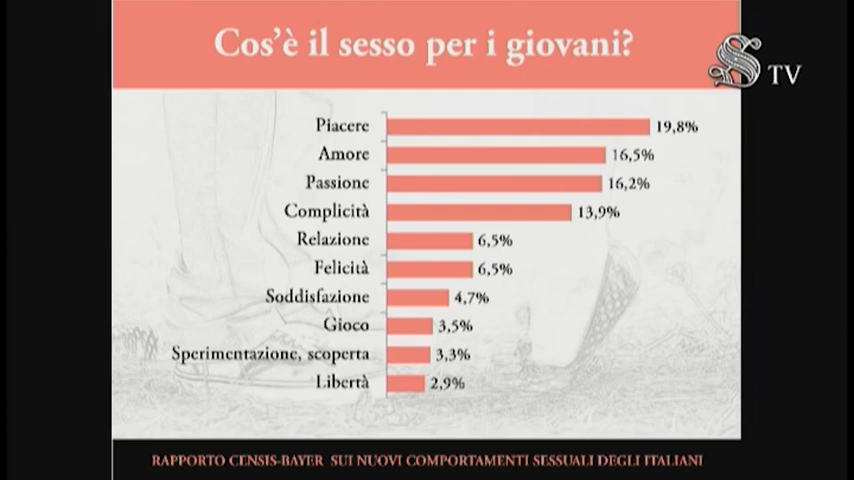 Cos'è il sesso per i giovani?
S TV
Piacere 19,8%
Amore 16,5%
Passione 16,2%
Complicità 13,9%
Relazione 6,5%
Felicità 6,5%
Soddisfazione 4,7%
Gioco 3,5%
Sperimentazione, scoperta 3,3%
Libertà 2,9%
RAPPORTO CENSIS-BAYER SUI NUOVI COMPORTAMENTI SESSUALI DEGLI ITALIANI